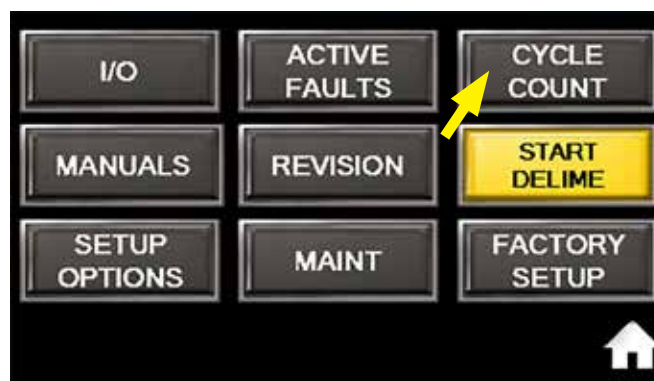 I/O
ACTIVE
FAULTS
CYCLE
COUNT
MANUALS
REVISION
START
DELIME
SETUP
OPTIONS
MAINT
FACTORY
SETUP